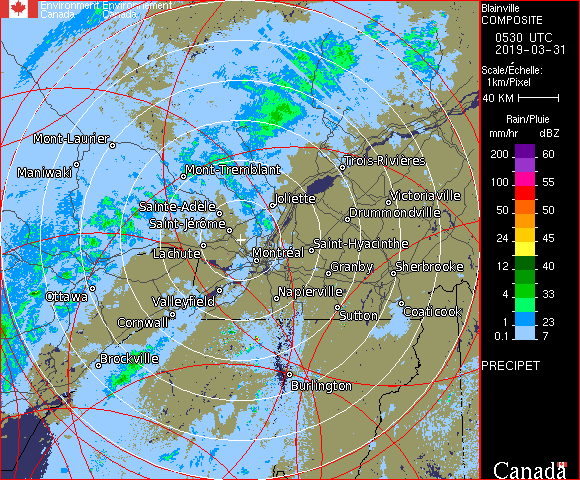 Environment Environnement
Canada Canada
Blainville
COMPOSITE
0530 UTC
2019-03-31
Scale/Échelle:
1km/Pixel
40 KM
Rain/Pluie
mm/hr dBZ
200 60
100 55
50 50
24 45
12 40
4 33
1 23
0.1 7
PRECIPET
Canada
Mont-Laurier
Maniwaki
Mont-Tremblant
Trois-Rivières
Sainte-Adele
Joliette
Victoriaville
Drummondville
Saint-Jérôme
Lachute
Montréal
Saint-Hyacinthe
Granby
Sherbrooke
Ottawa
Valleyfield
Napierville
Cornwall
Sutton
Coaticook
Brockville
Burlington